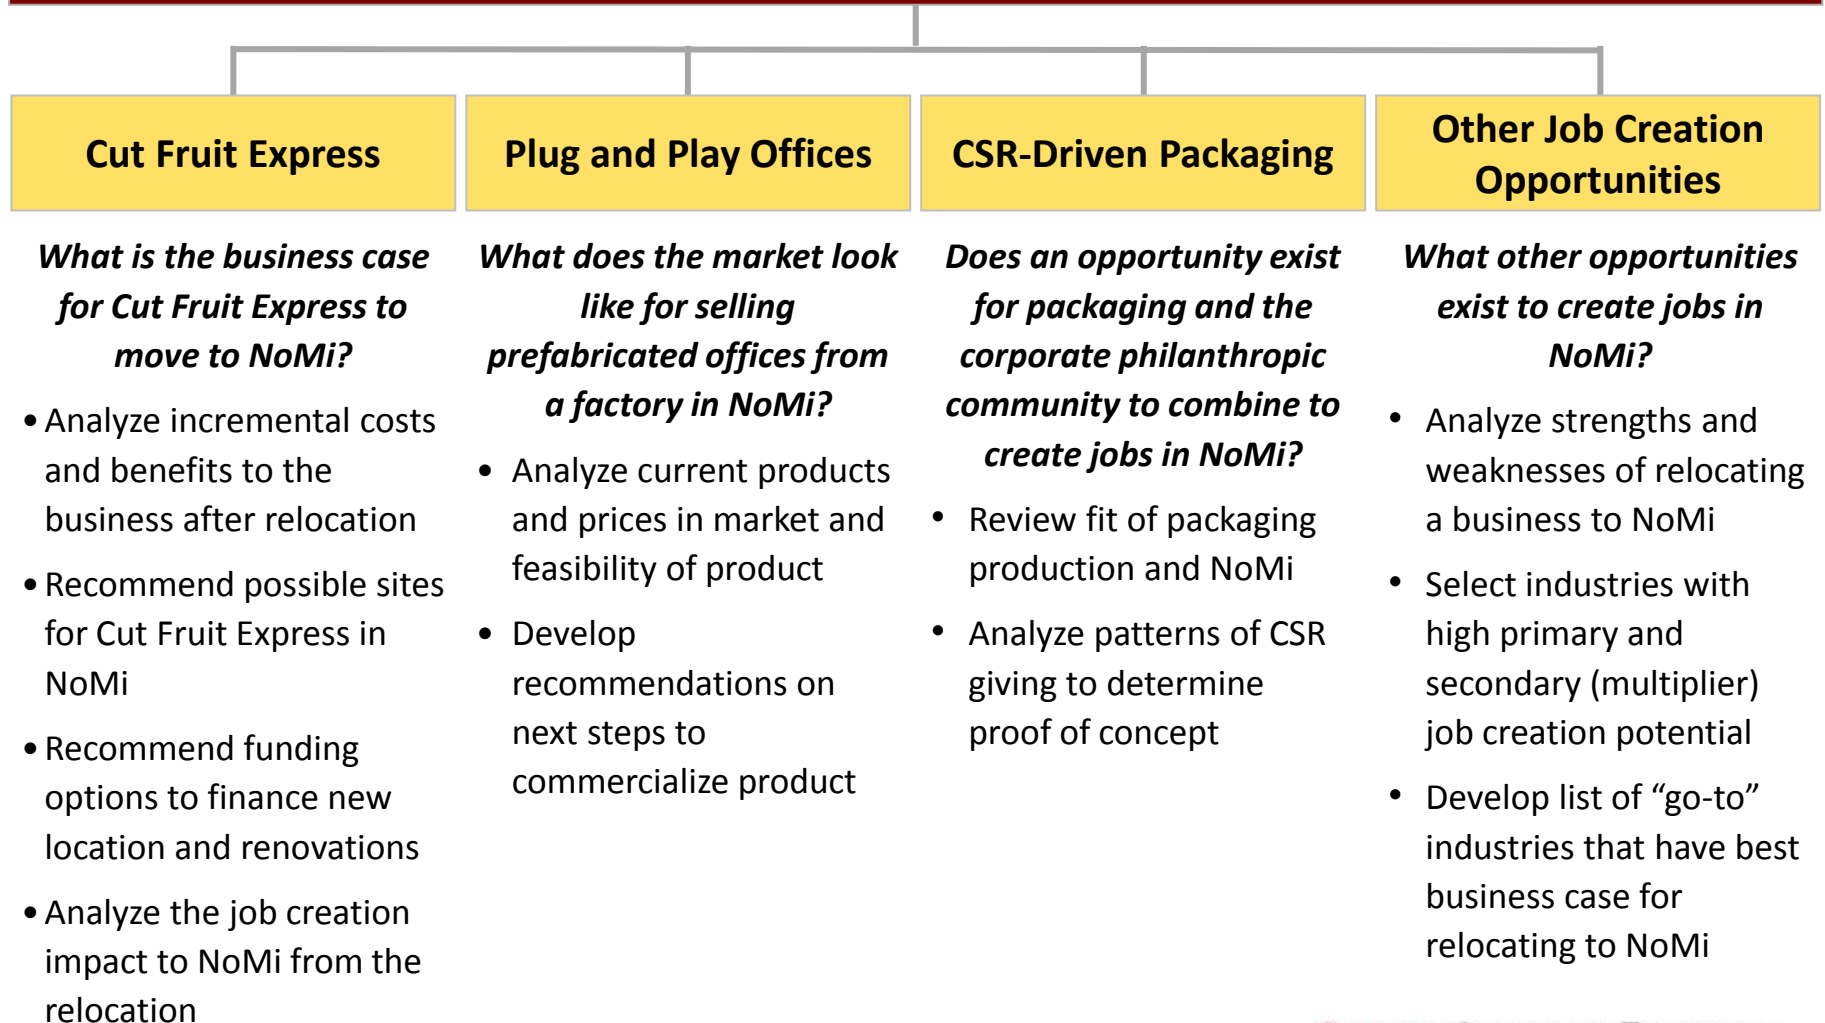 Cut Fruit Express
What is the business case
for Cut Fruit Express to
move to NoMi?
• Analyze incremental costs
and benefits to the
business after relocation
• Recommend possible sites
for Cut Fruit Express in
NoMi
• Recommend funding
options to finance new
location and renovations
• Analyze the job creation
impact to NoMi from the
relocation
Plug and Play Offices
What does the market look
like for selling
prefabricated offices from
a factory in NoMi?
• Analyze current products
and prices in market and
feasibility of product
• Develop
recommendations on
next steps to
commercialize product
CSR-Driven Packaging
Does an opportunity exist
for packaging and the
corporate philanthropic
community to combine to
create jobs in NoMi?
• Review fit of packaging
production and NoMi
• Analyze patterns of CSR
giving to determine
proof of concept
Other Job Creation
Opportunities
What other opportunities
exist to create jobs in
NoMi?
• Analyze strengths and
weaknesses of relocating
a business to NoMi
• Select industries with
high primary and
secondary (multiplier)
job creation potential
• Develop list of “go-to”
industries that have best
business case for
relocating to NoMi